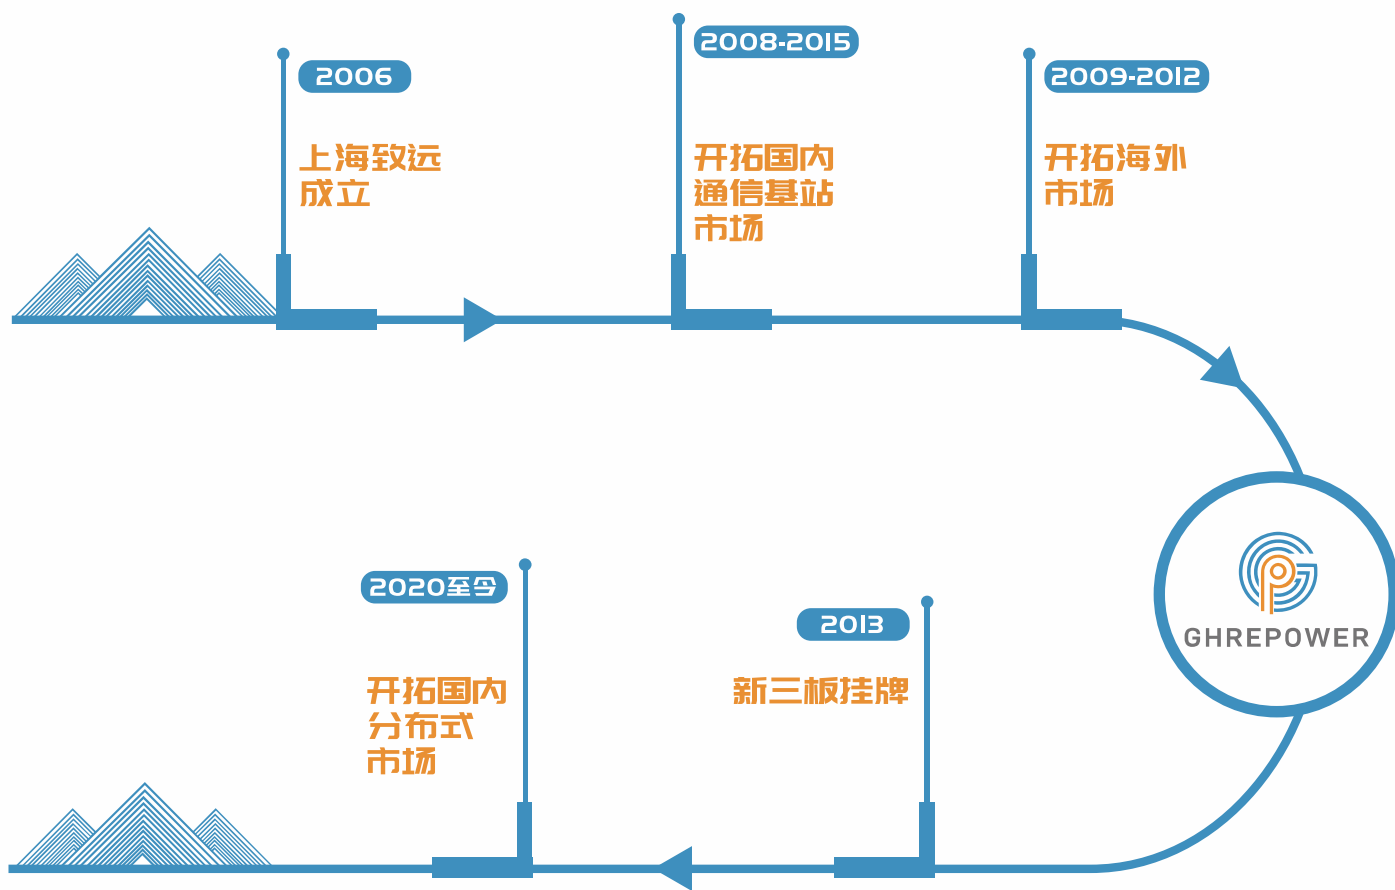 2006
上海致远
成立
2008-2015
开拓国内
通信基站
市场
2009-2012
开拓海外
市场
GHREPOWER
2013
新三板挂牌
2020至今
开拓国内
分布式
市场